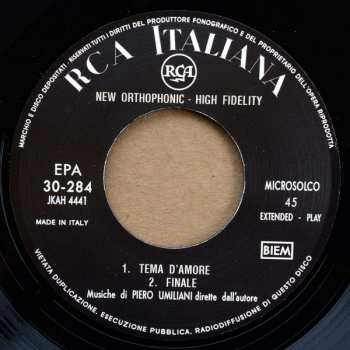 MARCHIO E DISCO DEPOSITATI · RISERVATI TUTTI I DIRITTI DEL PRODUTTORE FONOGRAFICO E DEL PROPRIETARIO DELL'OPERA RIPRODOTTA
RCA ITALIANA
RCA
NEW ORTHOPHONIC - HIGH FIDELITY
EPA
30-284
JKAH 4441
MADE IN ITALY
MICROSOLCO
45
EXTENDED - PLAY
BIEM
1. TEMA D'AMORE
2. FINALE
Musiche di PIERO UMILIANI dirette dall'autore
VIETATA DUPLICAZIONE, ESECUZIONE PUBBLICA, RADIODIFFUSIONE DI QUESTO DISCO